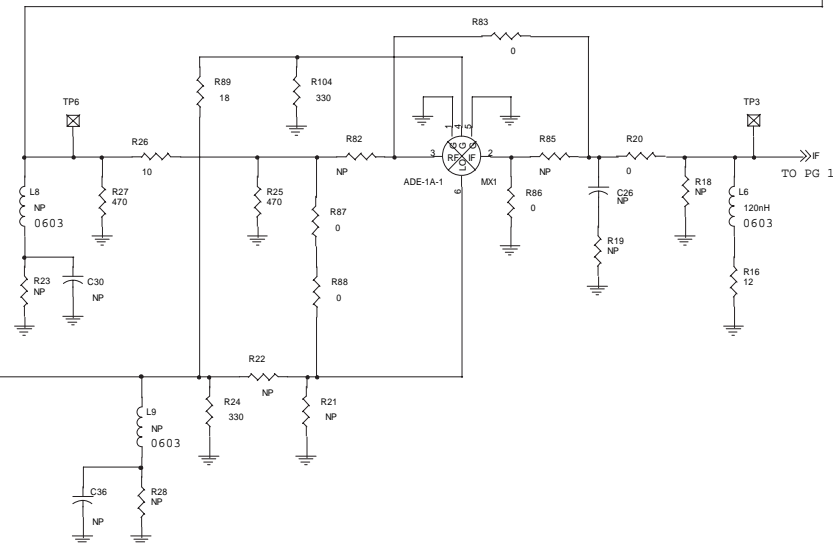 R83
0
R89
18
R104
330
TP6
TP3
R26
10
R82
NP
3
1
4
5
2
6
G
LO
G
G
RF
IF
R85
NP
R20
0
IF
TO PG 1
ADE-1A-1
MX1
L8
NP
0603
R27
470
R25
470
R87
0
R86
0
C26
NP
R18
NP
L6
120nH
0603
R19
NP
R23
NP
C30
NP
R88
0
R16
12
R22
NP
R24
330
R21
NP
L9
NP
0603
C36
NP
R28
NP